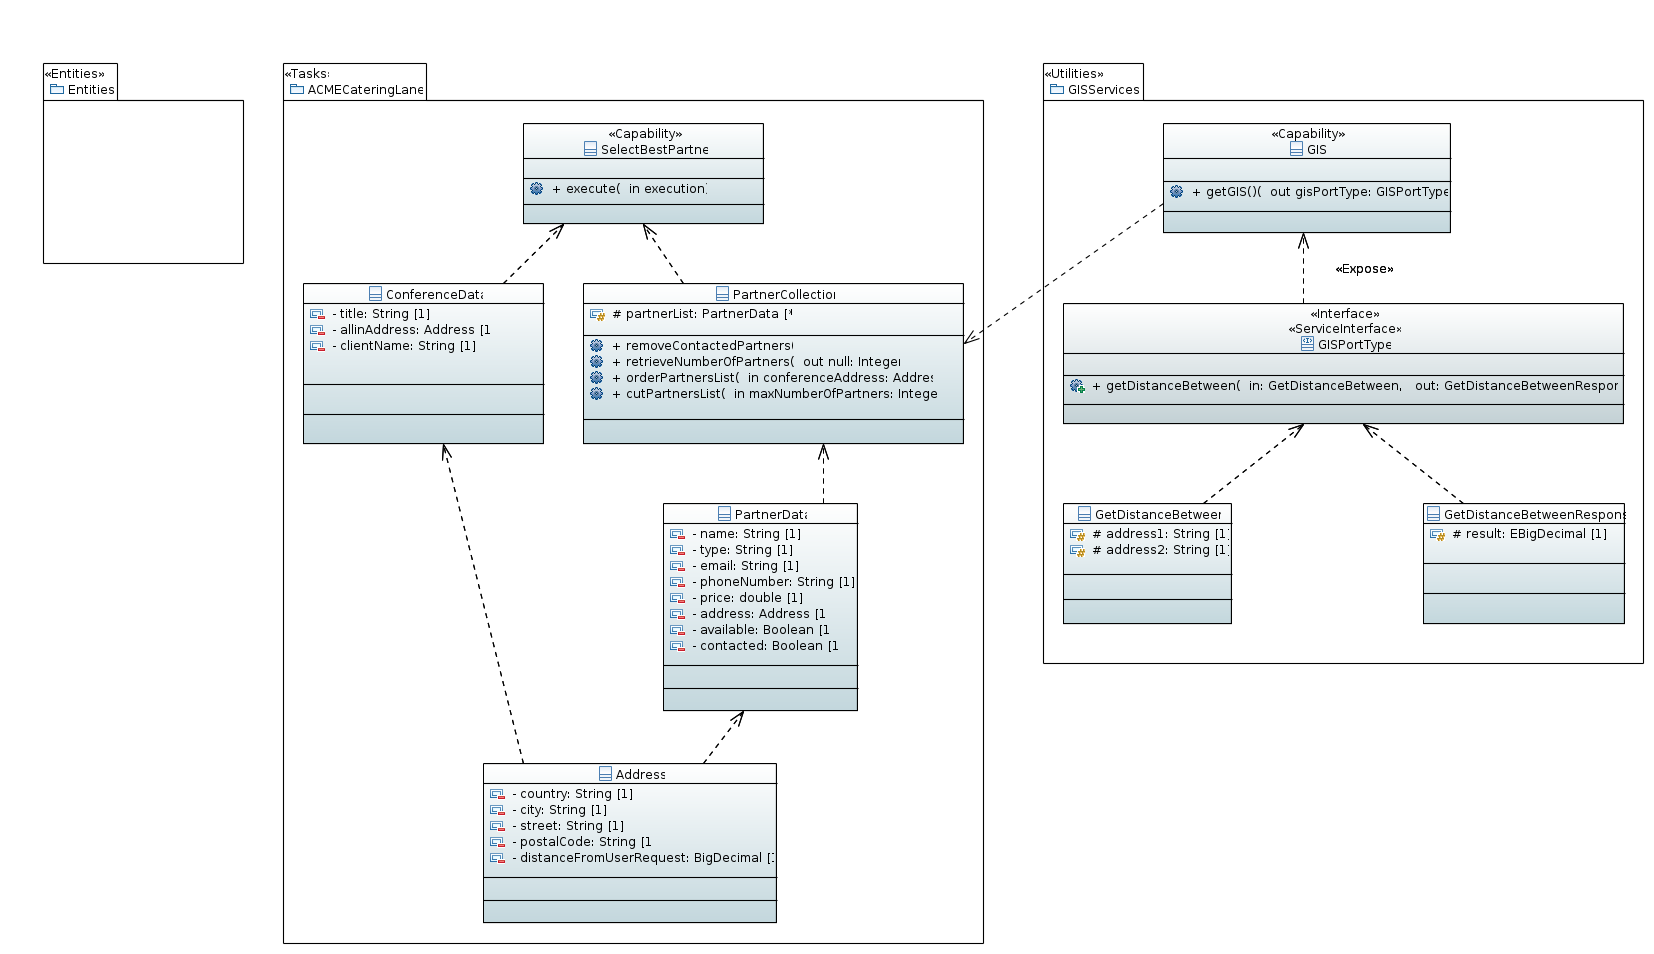 «Entities»
Entities
«Tasks:
ACMECateringLane
«Capability»
SelectBestPartne
+ execute(  in execution)
ConferenceData
- title: String [1]
- allinAddress: Address [1
- clientName: String [1]
PartnerCollection
# partnerList: PartnerData [*
+ removeContactedPartners(
+ retrieveNumberOfPartners(  out null: Integer
+ orderPartnersList(  in conferenceAddress: Addres
+ cutPartnersList(  in maxNumberOfPartners: Intege
PartnerData
- name: String [1]
- type: String [1]
- email: String [1]
- phoneNumber: String [1]
- price: double [1]
- address: Address [1
- available: Boolean [1
- contacted: Boolean [1
Address
- country: String [1]
- city: String [1]
- street: String [1]
- postalCode: String [1
- distanceFromUserRequest: BigDecimal [1
«Utilities»
GISServices
«Capability»
GIS
+ getGIS()(  out gisPortType: GISPortType
«Expose»
«Interface»
«ServiceInterface»
GISPortType
+ getDistanceBetween(  in: GetDistanceBetween,   out: GetDistanceBetweenRespon
GetDistanceBetween
# address1: String [1]
# address2: String [1]
GetDistanceBetweenRespons
# result: EBigDecimal [1]